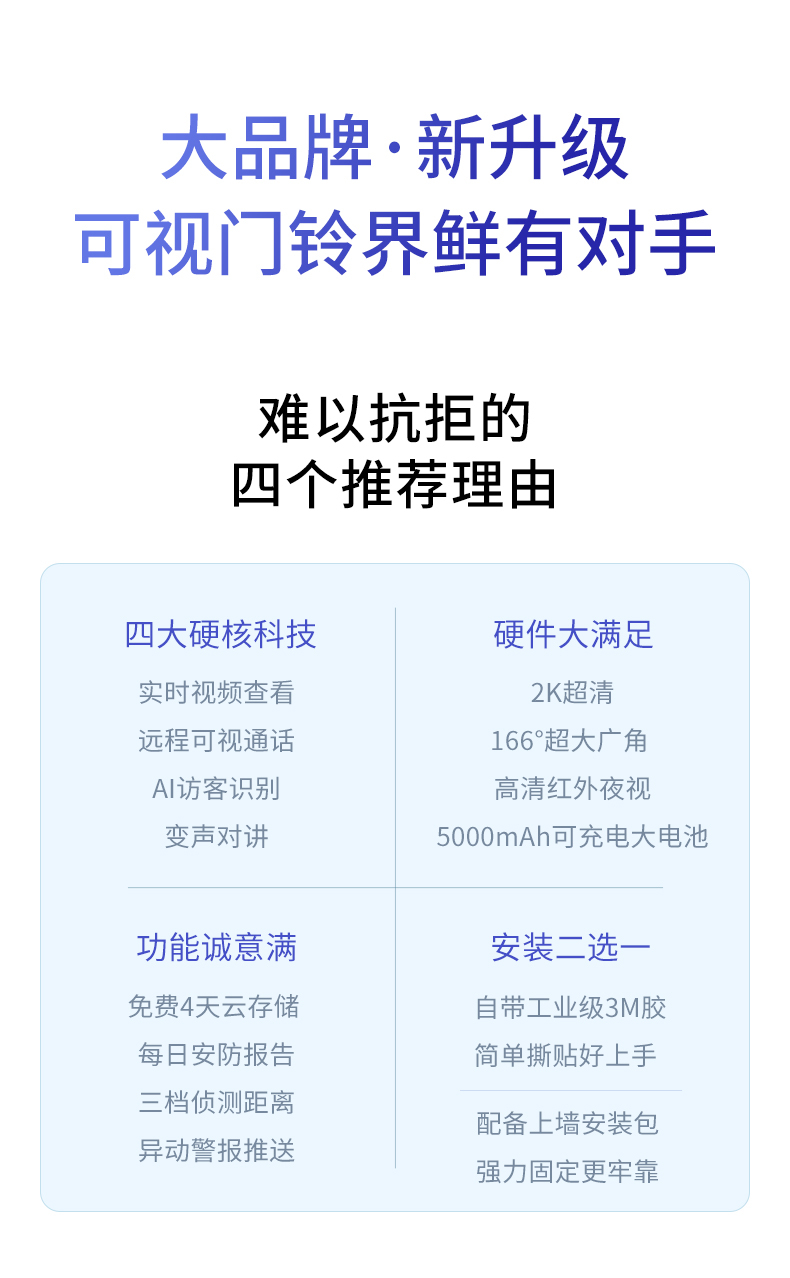 大品牌·新升级
可视门铃界鲜有对手
难以抗拒的
四个推荐理由
四大硬核科技
实时视频查看
远程可视通话
AI访客识别
变声对讲
硬件大满足
2K超清
166°超大广角
高清红外夜视
5000mAh可充电大电池
功能诚意满
免费4天云存储
每日安防报告
三档侦测距离
异动警报推送
安装二选一
自带工业级3M胶
简单撕贴好上手
配备上墙安装包
强力固定更牢靠